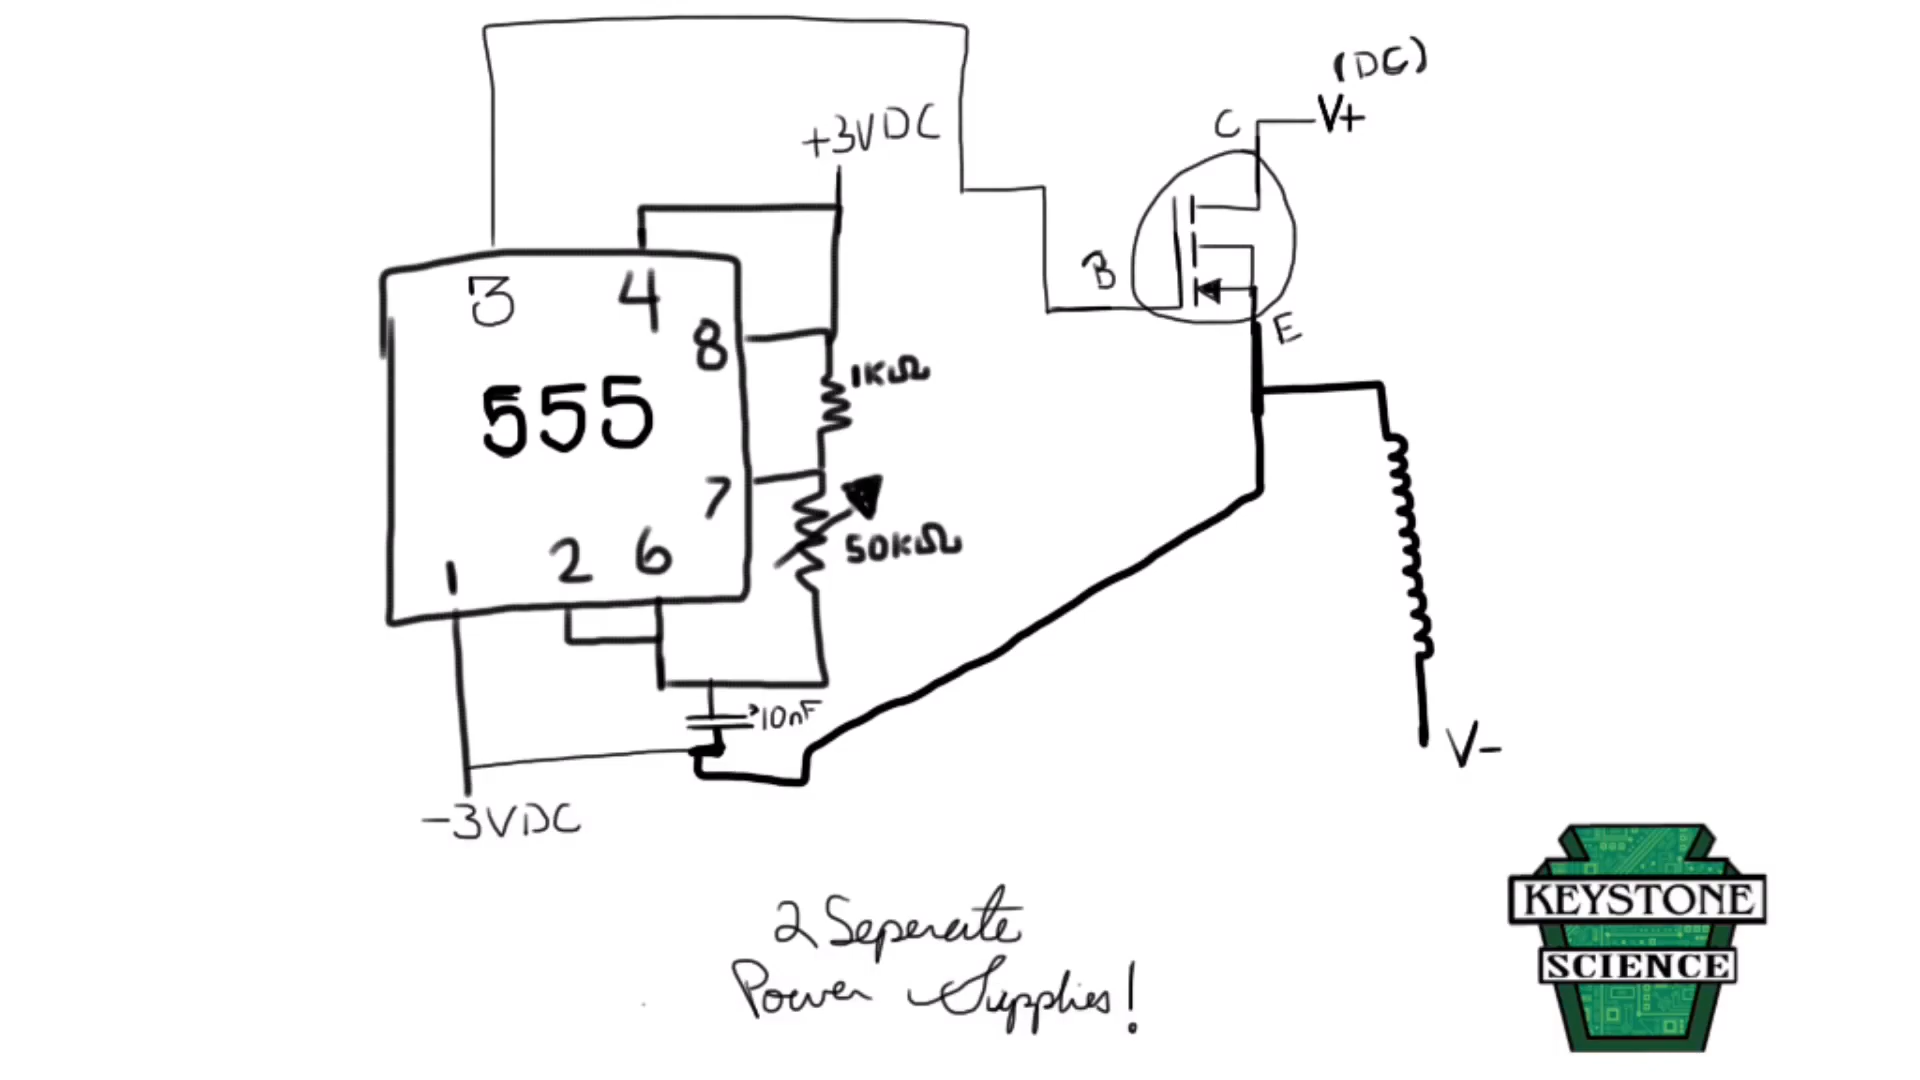 (DC)
V+
C
+3VDC
B
E
3
4
8
1KΩ
555
7
50KΩ
1
2
6
10nF
V-
-3VDC
2 Seperate
Power Supplies!
KEYSTONE
SCIENCE